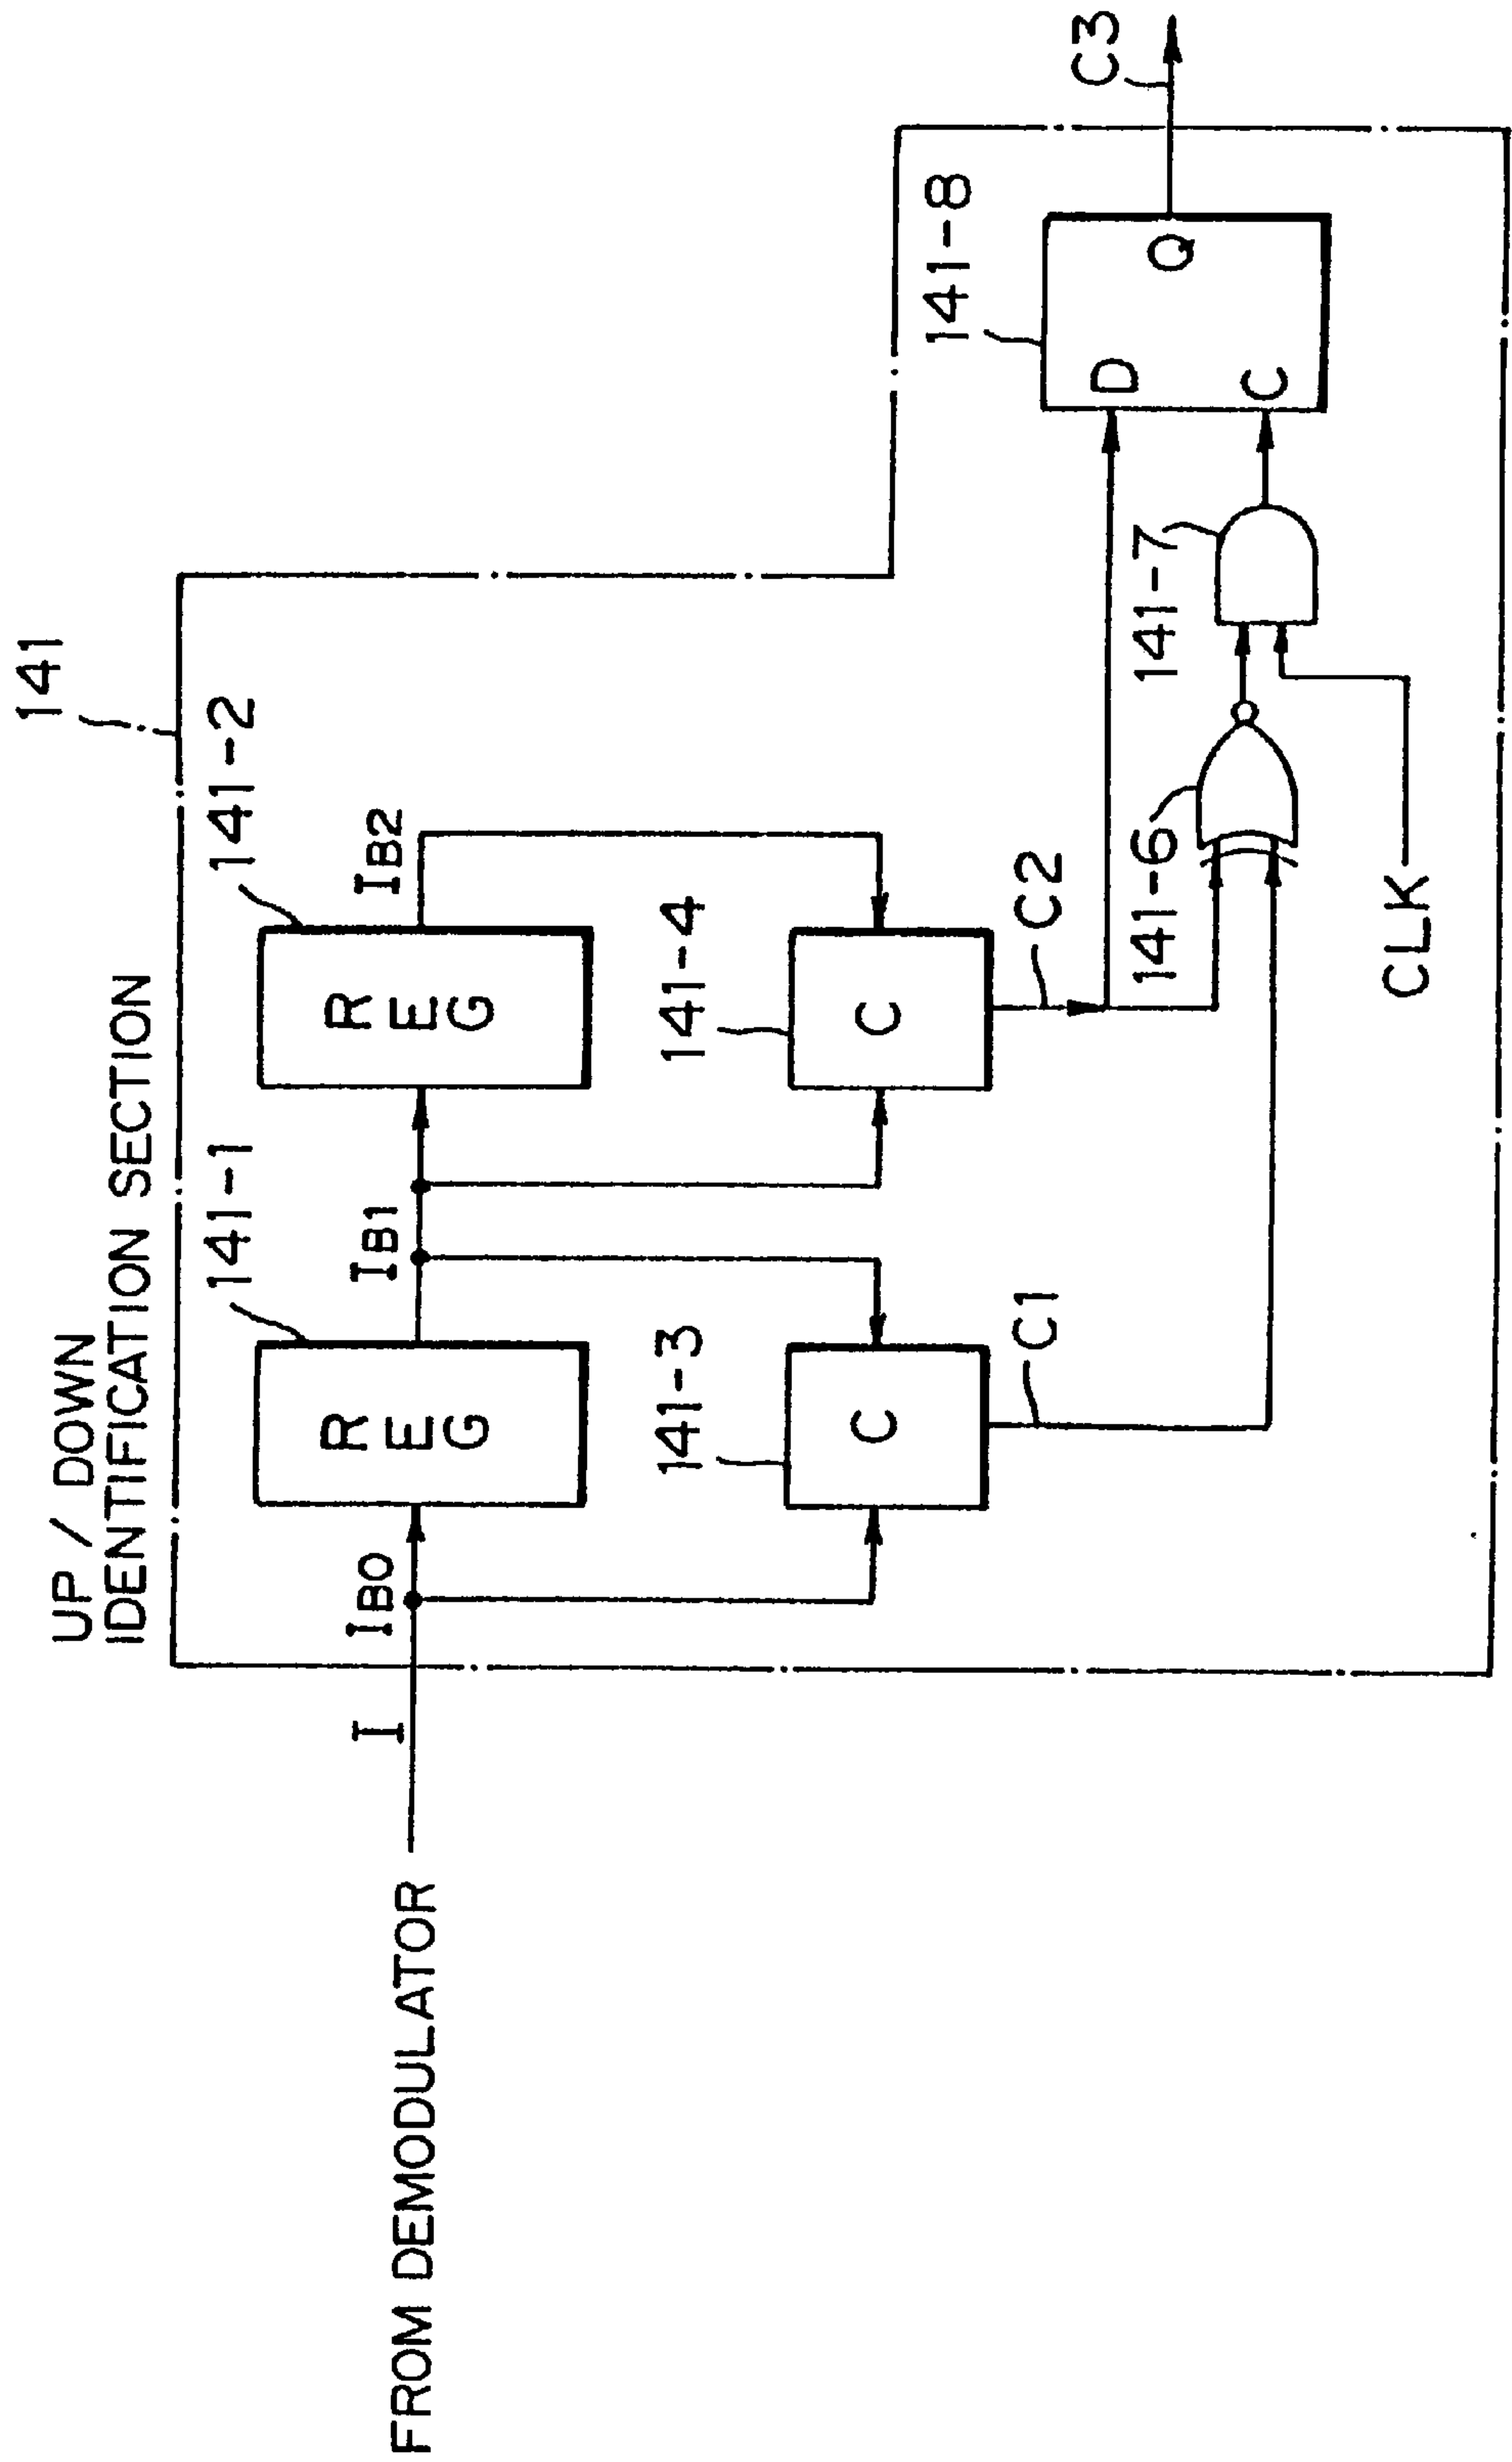 UP / DOWN
IDENTIFICATION SECTION
141
141-1
141-2
FROM DEMODULATOR
I
IB0
REG
IB1
REG
IB2
141-3
C
141-4
C
C1
C2
141-6
141-7
CLK
141-8
D
C
Q
C3